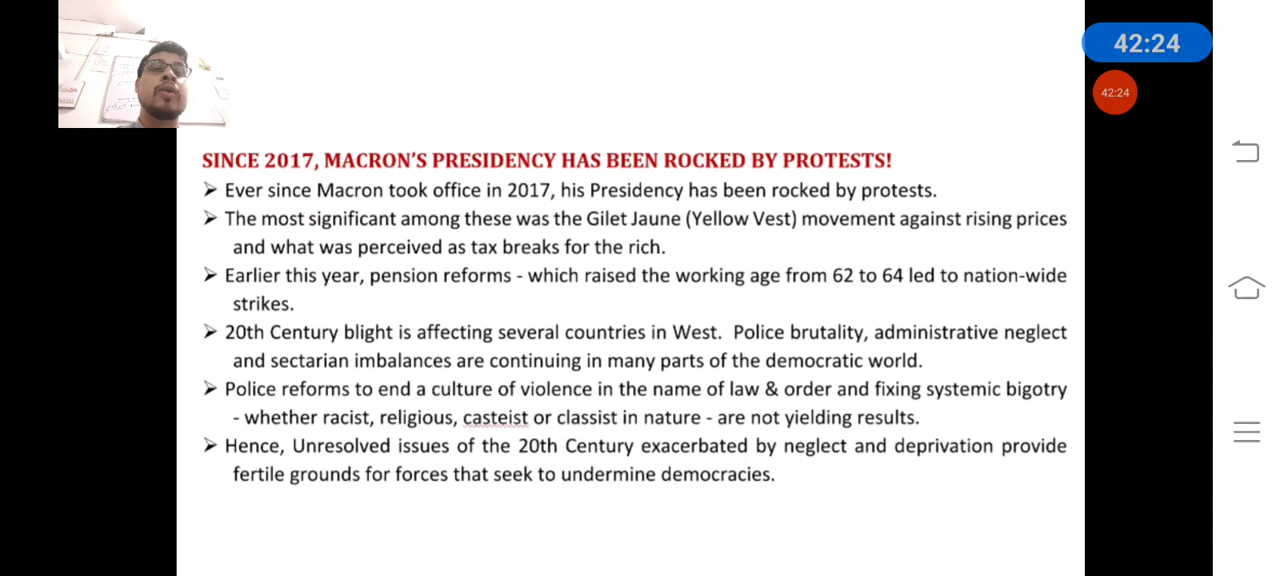 42:24
42:24
SINCE 2017, MACRON'S PRESIDENCY HAS BEEN ROCKED BY PROTESTS!
➤ Ever since Macron took office in 2017, his Presidency has been rocked by protests.
➤ The most significant among these was the Gilet Jaune (Yellow Vest) movement against rising prices
and what was perceived as tax breaks for the rich.
➤ Earlier this year, pension reforms - which raised the working age from 62 to 64 led to nation-wide
strikes.
➤ 20th Century blight is affecting several countries in West. Police brutality, administrative neglect
and sectarian imbalances are continuing in many parts of the democratic world.
➤ Police reforms to end a culture of violence in the name of law & order and fixing systemic bigotry
- whether racist, religious, casteist or classist in nature - are not yielding results.
➤ Hence, Unresolved issues of the 20th Century exacerbated by neglect and deprivation provide
fertile grounds for forces that seek to undermine democracies.